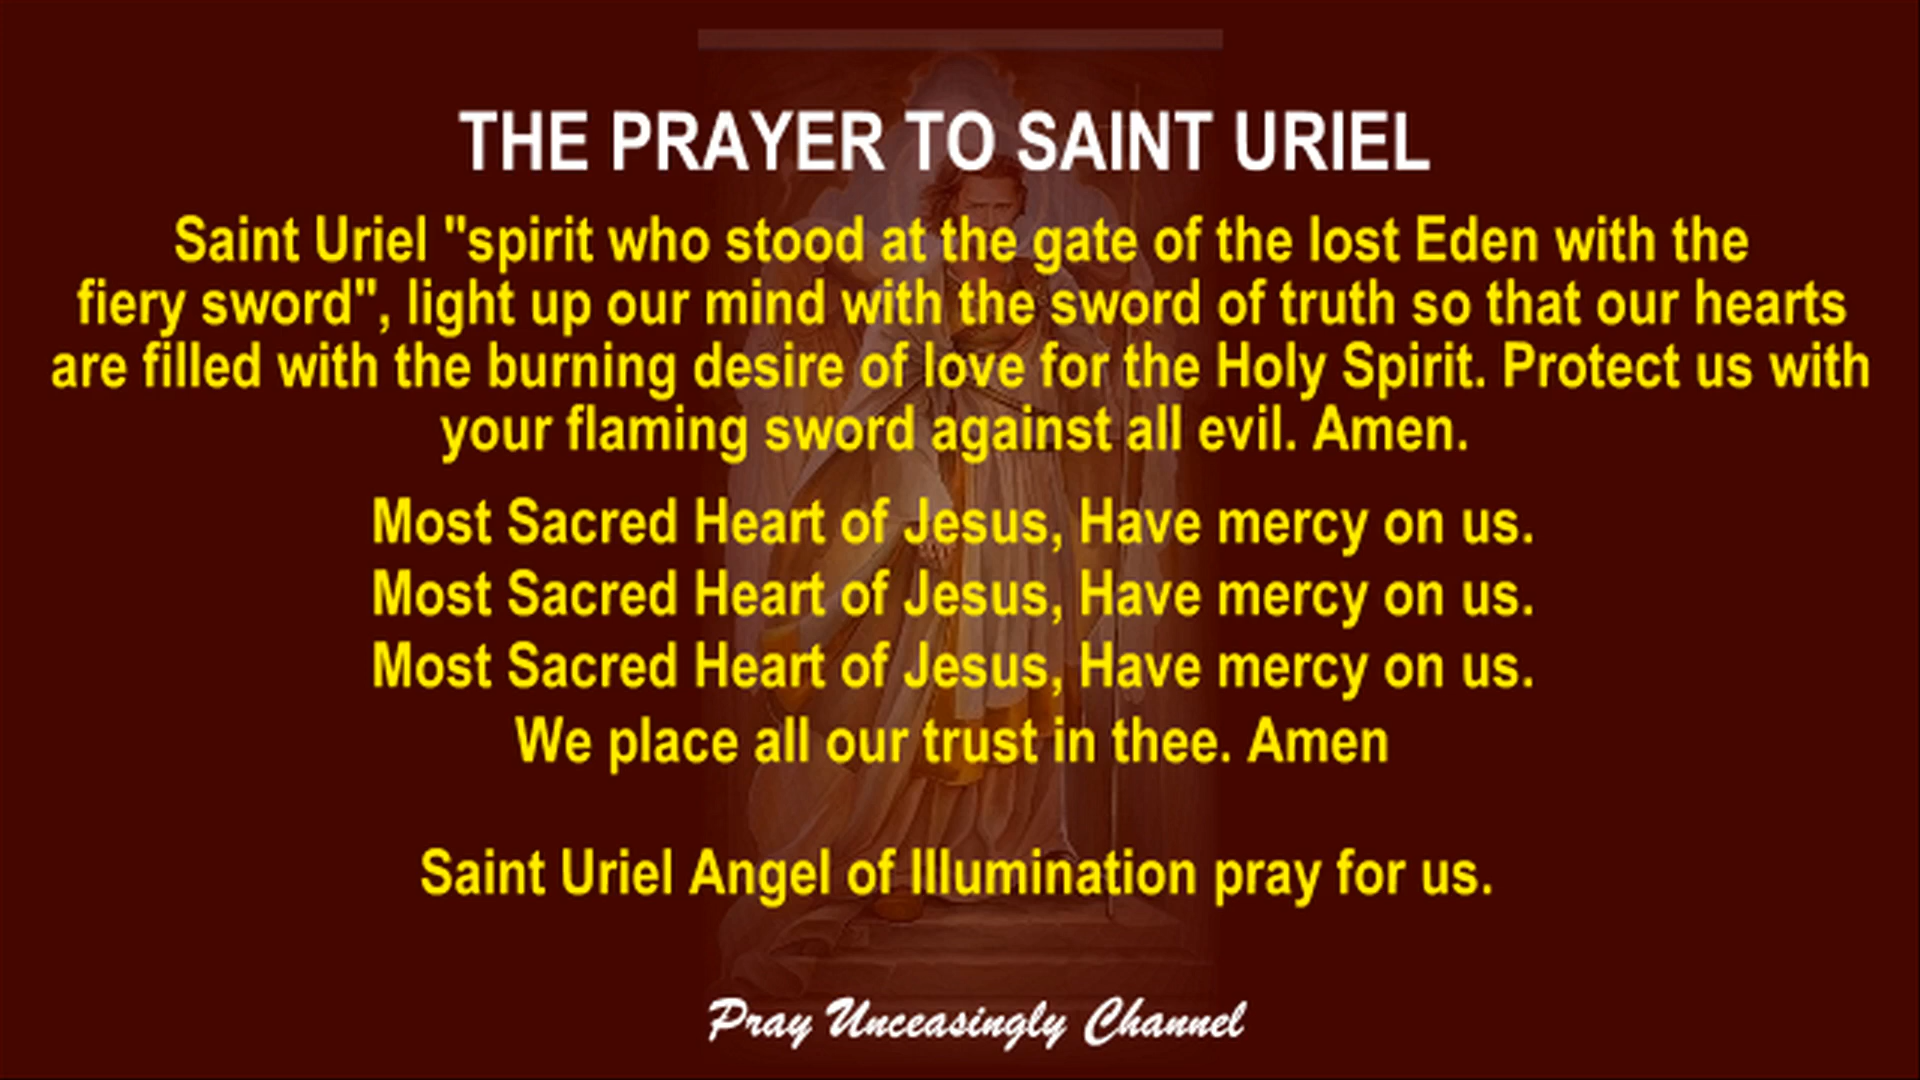 THE PRAYER TO SAINT URIEL
Saint Uriel "spirit who stood at the gate of the lost Eden with the
fiery sword", light up our mind with the sword of truth so that our hearts
are filled with the burning desire of love for the Holy Spirit. Protect us with
your flaming sword against all evil. Amen.
Most Sacred Heart of Jesus, Have mercy on us.
Most Sacred Heart of Jesus, Have mercy on us.
Most Sacred Heart of Jesus, Have mercy on us.
We place all our trust in thee. Amen
Saint Uriel Angel of Illumination pray for us.
Pray Unceasingly Channel